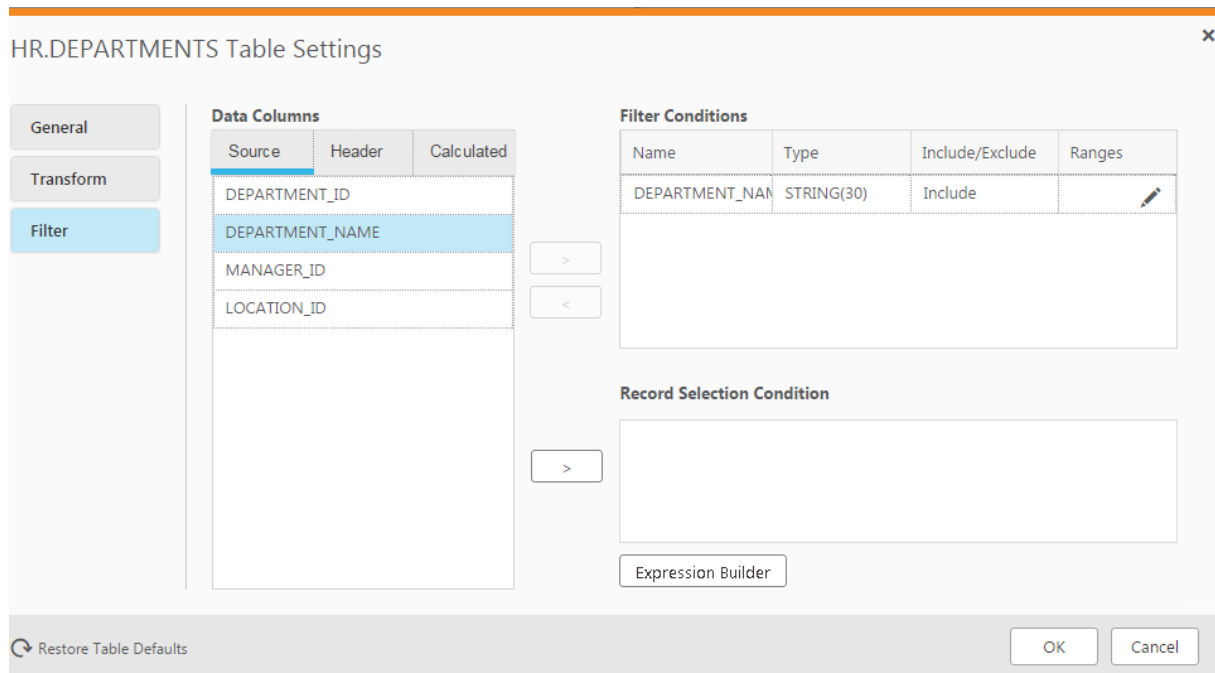 HR.DEPARTMENTS Table Settings
×
General
Transform
Filter
Data Columns
Source Header Calculated
DEPARTMENT_ID
DEPARTMENT_NAME
MANAGER_ID
LOCATION_ID
>
<
>
Filter Conditions
Name Type Include/Exclude Ranges
DEPARTMENT_NAM STRING(30) Include
Record Selection Condition
Expression Builder
Restore Table Defaults
OK Cancel